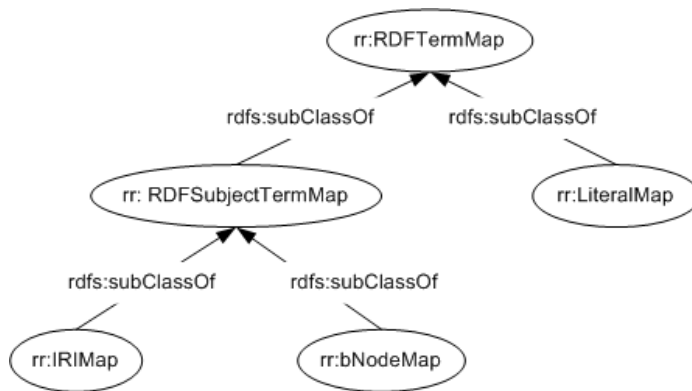 rr:RDFTermMap
rdfs:subClassOf rdfs:subClassOf
rr: RDFSubjectTermMap rr:LiteralMap
rdfs:subClassOf rdfs:subClassOf
rr:IRIMap rr:bNodeMap